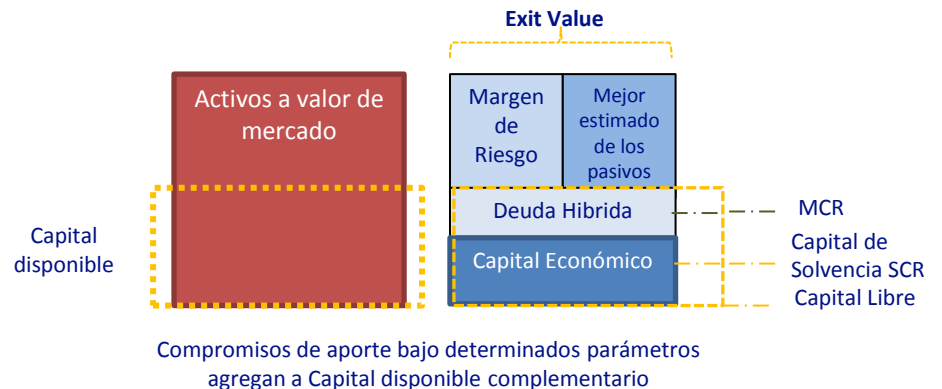 Exit Value
Activos a valor de
mercado
Margen
de
Riesgo
Mejor
estimado
de los
pasivos
Deuda Hibrida
Capital Económico
Capital
disponible
MCR
Capital de
Solvencia SCR
Capital Libre
Compromisos de aporte bajo determinados parámetros
agregan a Capital disponible complementario